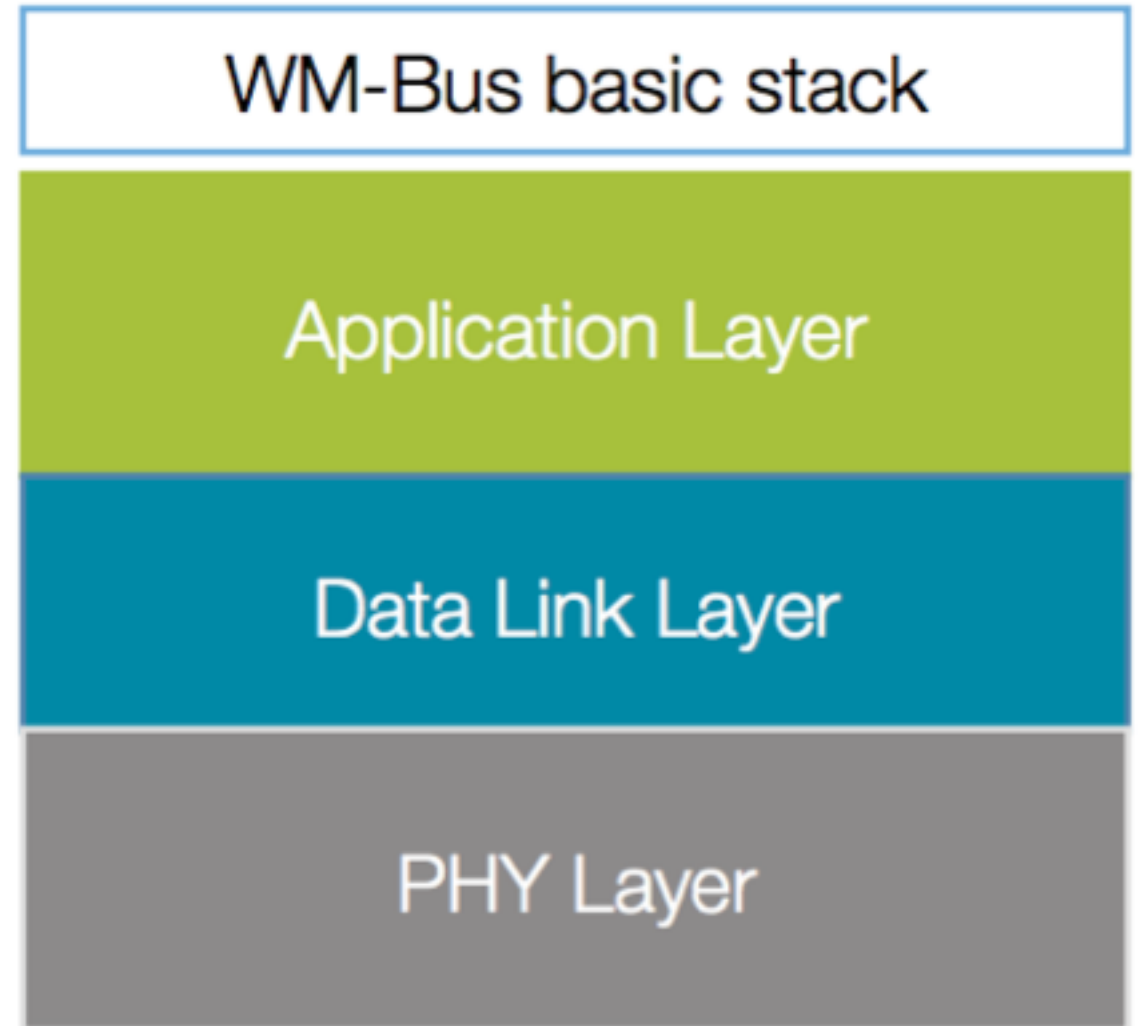 WM-Bus basic stack
Application Layer
Data Link Layer
PHY Layer